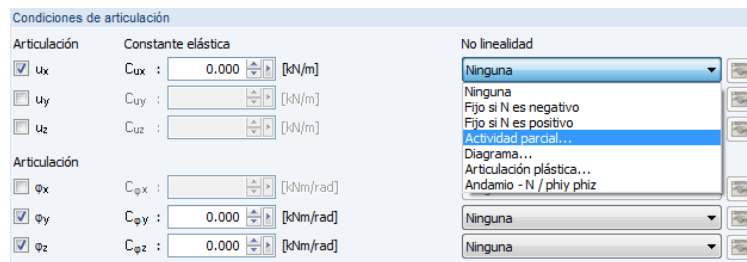 Condiciones de articulación
Articulación Constante elástica No linealidad
ux Cux : 0.000 [kN/m] Ninguna
uy Cuy : [kN/m]
uz Cuz : [kN/m]
Ninguna
Fijo si N es negativo
Fijo si N es positivo
Actividad parcial...
Diagrama...
Articulación plástica...
Andamio - N / phiy phiz
Articulación
φx Cφx : [kNm/rad]
φy Cφy : 0.000 [kNm/rad] Ninguna
φz Cφz : 0.000 [kNm/rad] Ninguna